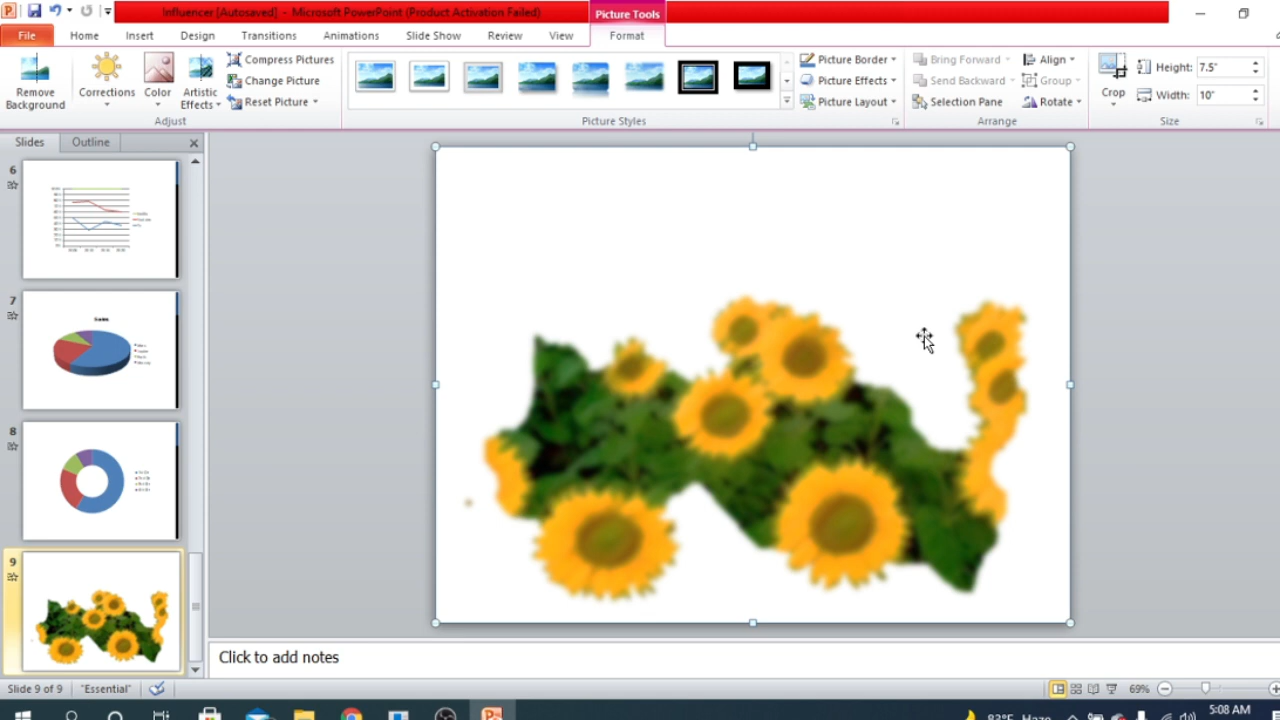 Influencer [Autosaved] - Microsoft PowerPoint (Product Activation Failed)
Picture Tools
File
Home
Insert
Design
Transitions
Animations
Slide Show
Review
View
Format
Remove Background
Corrections
Color
Artistic Effects
Compress Pictures
Change Picture
Reset Picture
Adjust
Picture Styles
Picture Border
Picture Effects
Picture Layout
Bring Forward
Send Backward
Selection Pane
Align
Group
Rotate
Arrange
Crop
Height: 7.5"
Width: 10"
Size
Slides
Outline
6
7
8
9
Click to add notes
Slide 9 of 9
"Essential"
69%
83°F Haze
5:08 AM